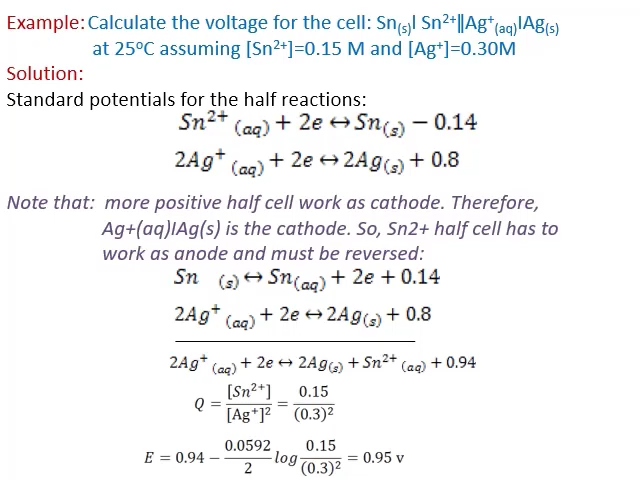 Example: Calculate the voltage for the cell: Sn(s)l Sn²⁺‖Ag⁺(aq)lAg(s)
at 25ºC assuming [Sn²⁺]=0.15 M and [Ag⁺]=0.30M
Solution:
Standard potentials for the half reactions:
Sn²⁺ (aq) + 2e ↔ Sn(s) − 0.14
2Ag⁺ (aq) + 2e ↔ 2Ag(s) + 0.8
Note that: more positive half cell work as cathode. Therefore,
Ag+(aq)IAg(s) is the cathode. So, Sn2+ half cell has to
work as anode and must be reversed:
Sn (s) ↔ Sn(aq) + 2e + 0.14
2Ag⁺ (aq) + 2e ↔ 2Ag(s) + 0.8
2Ag⁺ (aq) + 2e ↔ 2Ag(s) + Sn²⁺ (aq) + 0.94
Q = [Sn²⁺]/[Ag⁺]² = 0.15/(0.3)²
E = 0.94 − 0.0592/2 log 0.15/(0.3)² = 0.95 v